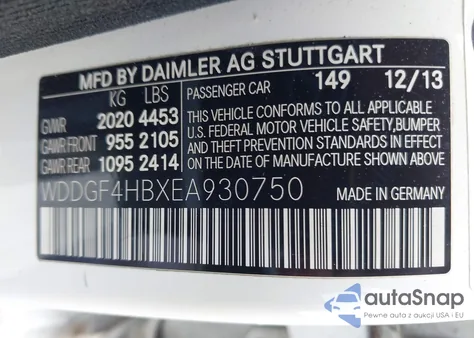 MFD BY DAIMLER AG STUTTGART
KG LBS PASSENGER CAR 149 12/13
GVWR 2020 4453
GAWR FRONT 955 2105
GAWR REAR 1095 2414
THIS VEHICLE CONFORMS TO ALL APPLICABLE
U.S. FEDERAL MOTOR VEHICLE SAFETY, BUMPER
AND THEFT PREVENTION STANDARDS IN EFFECT
ON THE DATE OF MANUFACTURE SHOWN ABOVE.
WDDGF4HBXEA930750 MADE IN GERMANY
autoSnap
Pewne auta z aukcji USA i EU